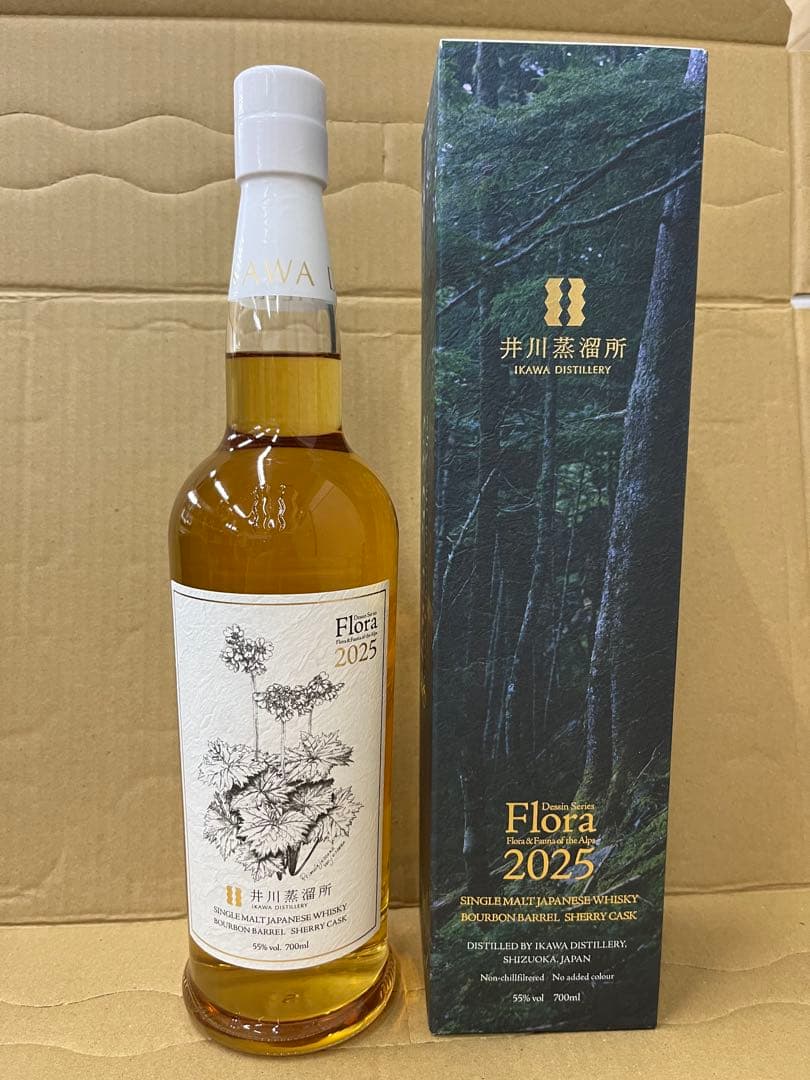 KAWA
Dessin Series
Flora
Flora & Fauna of the Alps
2025
井川蒸溜所
IKAWA DISTILLERY
SINGLE MALT JAPANESE WHISKY
BOURBON BARREL SHERRY CASK
55% vol. 700ml
井川蒸溜所
IKAWA DISTILLERY
Dessin Series
Flora
Flora & Fauna of the Alps
2025
SINGLE MALT JAPANESE WHISKY
BOURBON BARREL SHERRY CASK
DISTILLED BY IKAWA DISTILLERY,
SHIZUOKA, JAPAN
Non-chillfiltered No added colour
55% vol 700ml